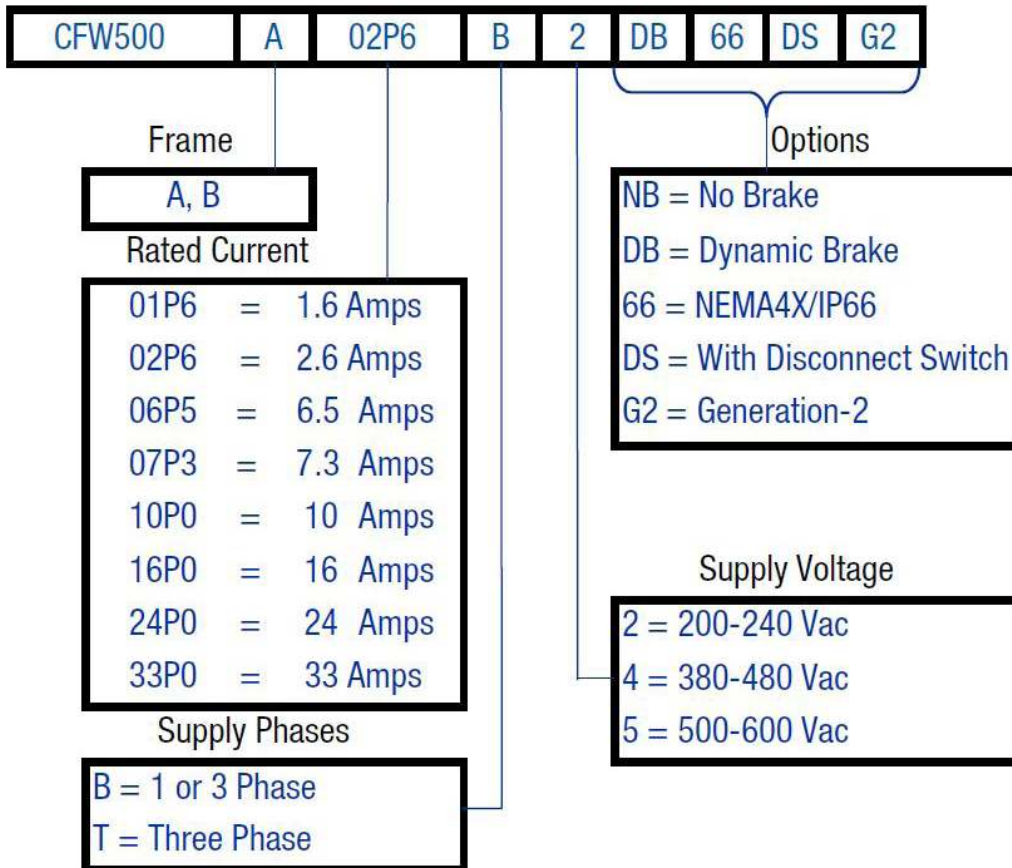 CFW500 A 02P6 B 2 DB 66 DS G2
Frame
A, B
Rated Current
01P6 = 1.6 Amps
02P6 = 2.6 Amps
06P5 = 6.5 Amps
07P3 = 7.3 Amps
10P0 = 10 Amps
16P0 = 16 Amps
24P0 = 24 Amps
33P0 = 33 Amps
Supply Phases
B = 1 or 3 Phase
T = Three Phase
Options
NB = No Brake
DB = Dynamic Brake
66 = NEMA4X/IP66
DS = With Disconnect Switch
G2 = Generation-2
Supply Voltage
2 = 200-240 Vac
4 = 380-480 Vac
5 = 500-600 Vac